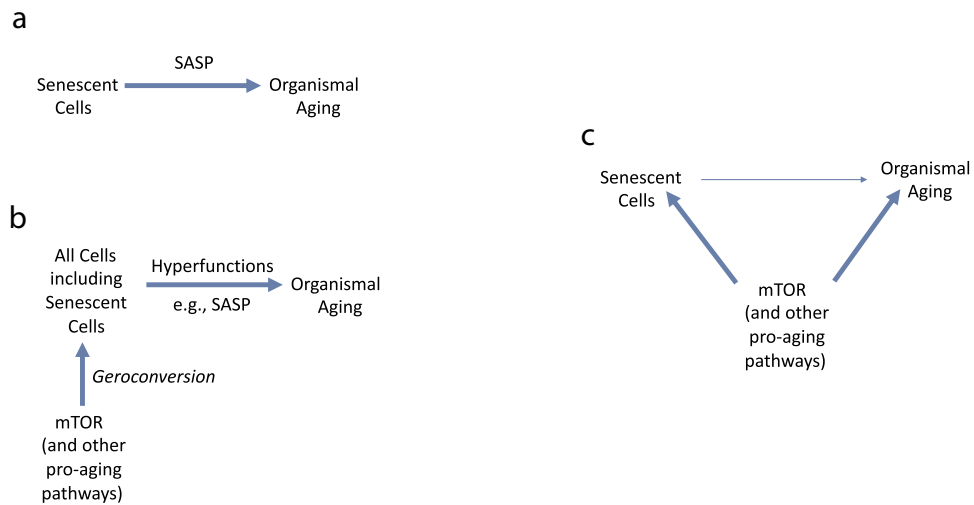 a
SASP
Senescent
Cells
Organismal
Aging
b
All Cells
including
Senescent
Cells
Hyperfunctions
e.g., SASP
Organismal
Aging
Geroconversion
mTOR
(and other
pro-aging
pathways)
c
Senescent
Cells
Organismal
Aging
mTOR
(and other
pro-aging
pathways)